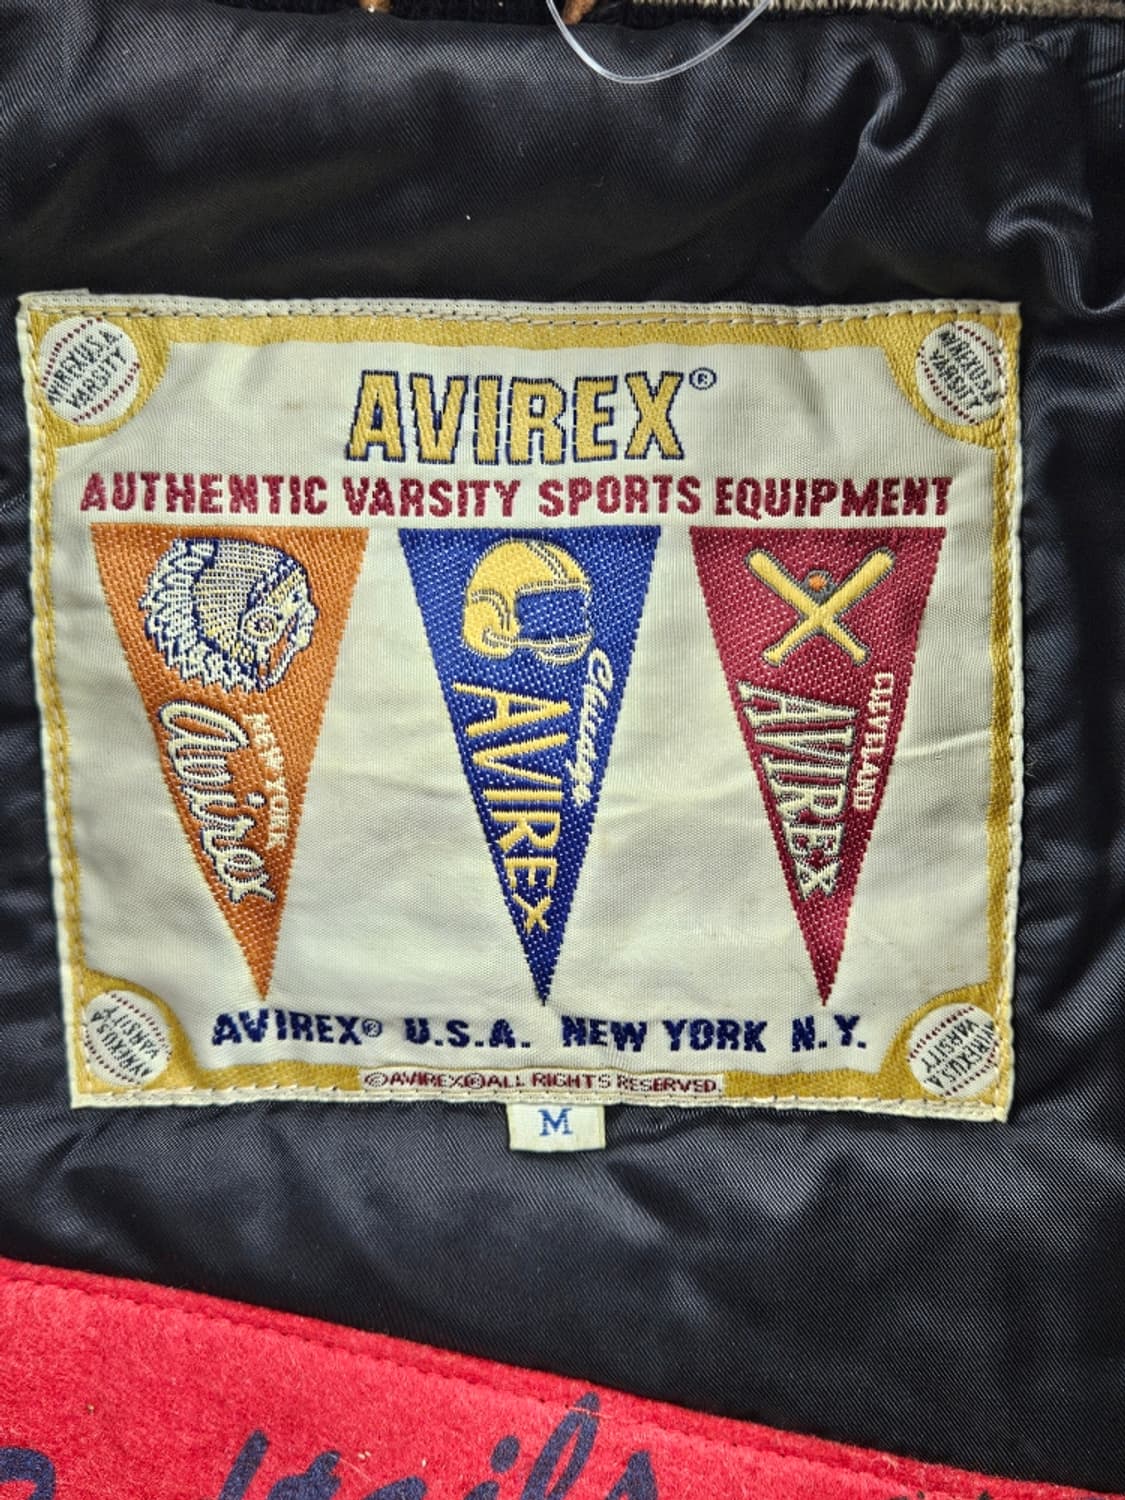 AVIREX®
AUTHENTIC VARSITY SPORTS EQUIPMENT
NEW YORK
Avirex
Chicago
AVIREX
CLEVELAND
AVIREX
AVIREX® U.S.A. NEW YORK N.Y.
©AVIREX®ALL RIGHTS RESERVED.
M